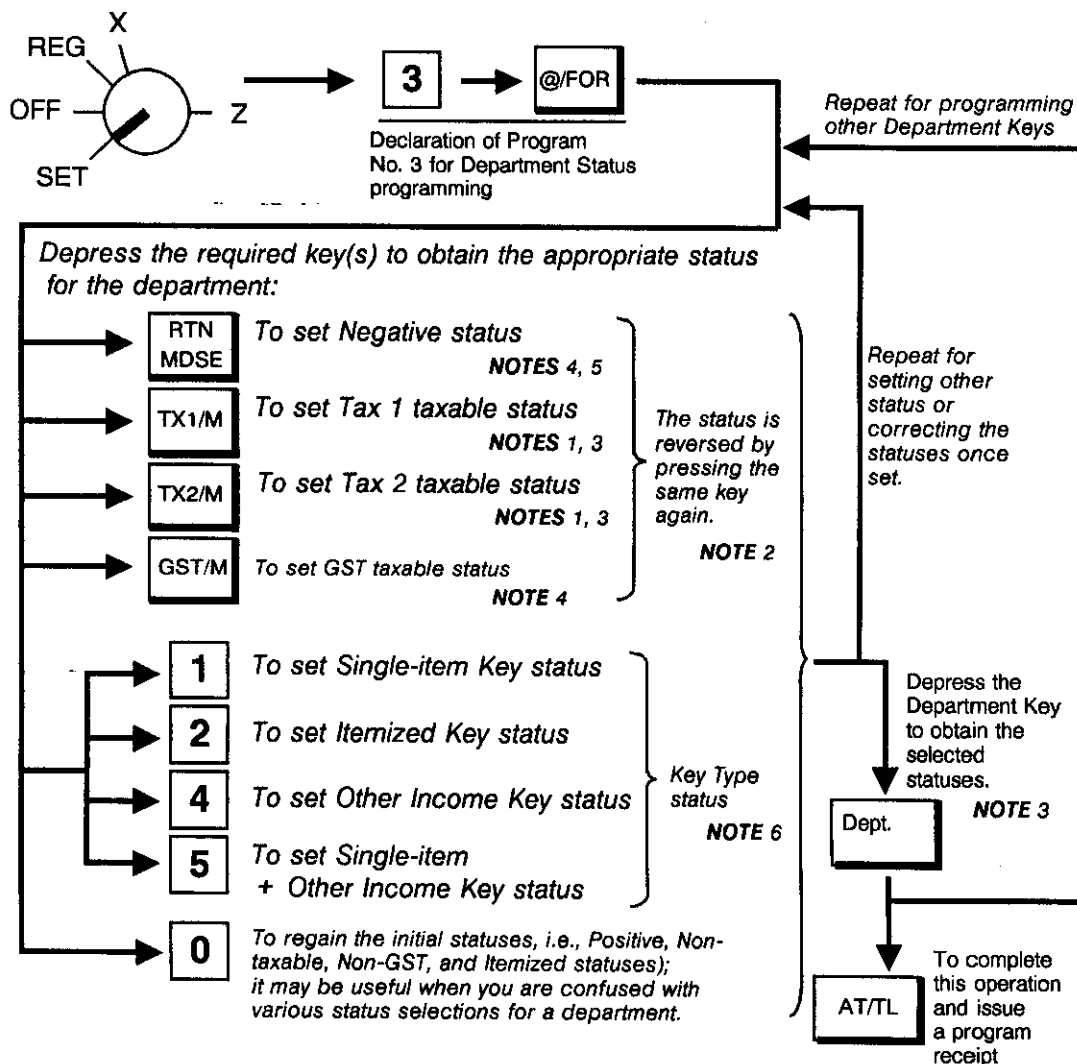 X
REG
OFF
Z
SET
3
@/FOR
Declaration of Program
No. 3 for Department Status
programming
Repeat for programming
other Department Keys
Depress the required key(s) to obtain the appropriate status
for the department:
RTN
MDSE
To set Negative status
NOTES 4, 5
TX1/M
To set Tax 1 taxable status
NOTES 1, 3
TX2/M
To set Tax 2 taxable status
NOTES 1, 3
GST/M
To set GST taxable status
NOTE 4
The status is
reversed by
pressing the
same key
again.
NOTE 2
Repeat for
setting other
status or
correcting the
statuses once
set.
1
To set Single-item Key status
2
To set Itemized Key status
4
To set Other Income Key status
5
To set Single-item
+ Other Income Key status
Key Type
status
NOTE 6
0
To regain the initial statuses, i.e., Positive, Non-
taxable, Non-GST, and Itemized statuses);
it may be useful when you are confused with
various status selections for a department.
Depress the
Department Key
to obtain the
selected
statuses.
NOTE 3
Dept.
AT/TL
To complete
this operation
and issue
a program
receipt